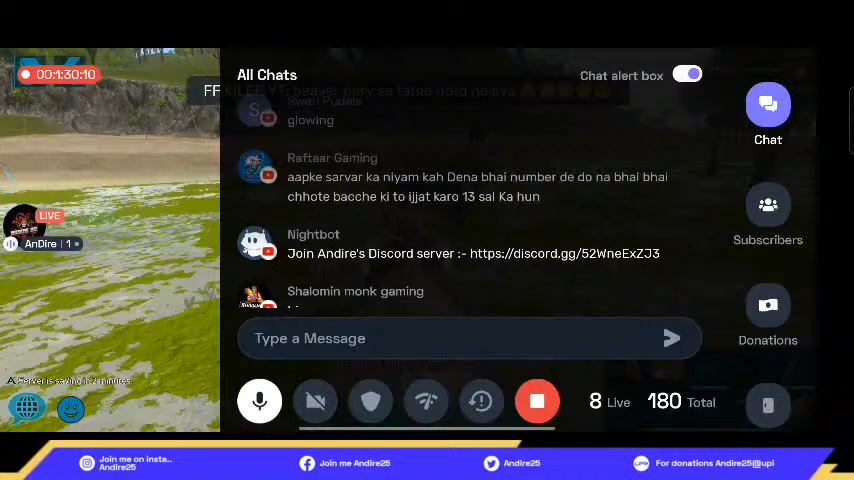 00:1:30:10
All Chats
Chat alert box
FF
Swati Pudels
glowing
Chat
Raftaar Gaming
aapke sarvar ka niyam kah Dena bhai number de do na bhai bhai
chhote bacche ki to ijjat karo 13 sal Ka hun
LIVE
AnDire | 1
Subscribers
Nightbot
Join Andire's Discord server :- https://discord.gg/52WneExZJ3
Shalomin monk gaming
Type a Message
Donations
Server is saving in 2 minutes
8 Live 180 Total
Join me on insta..
Andire25
Join me Andire25
Andire25
For donations Andire25@upi